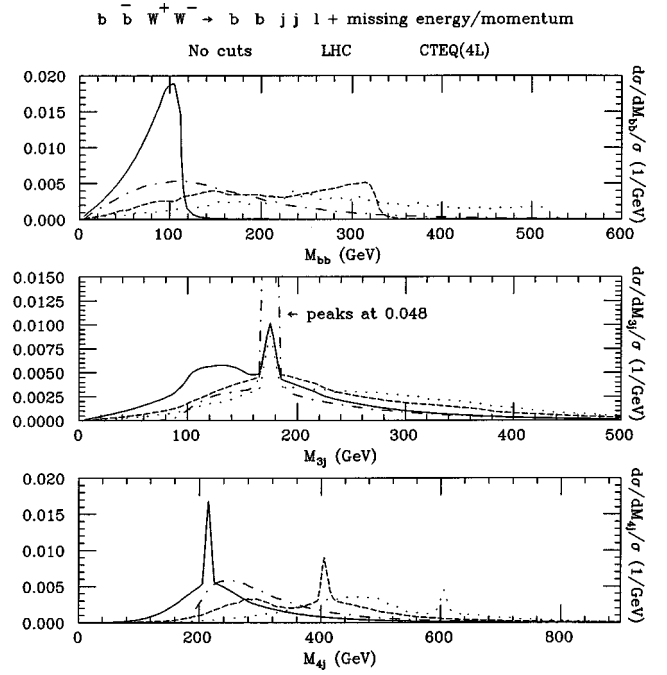 b b̅ W⁺ W⁻ → b b j j l + missing energy/momentum
No cuts LHC CTEQ(4L)
0.020
0.015
0.010
0.005
0.000
0 100 200 300 400 500 600
M_bb (GeV)
dσ/dM_bb/σ (1/GeV)
0.0150
0.0125
0.0100
0.0075
0.0050
0.0025
0.0000
← peaks at 0.048
0 100 200 300 400 500
M_3j (GeV)
dσ/dM_3j/σ (1/GeV)
0.020
0.015
0.010
0.005
0.000
0 200 400 600 800
M_4j (GeV)
dσ/dM_4j/σ (1/GeV)